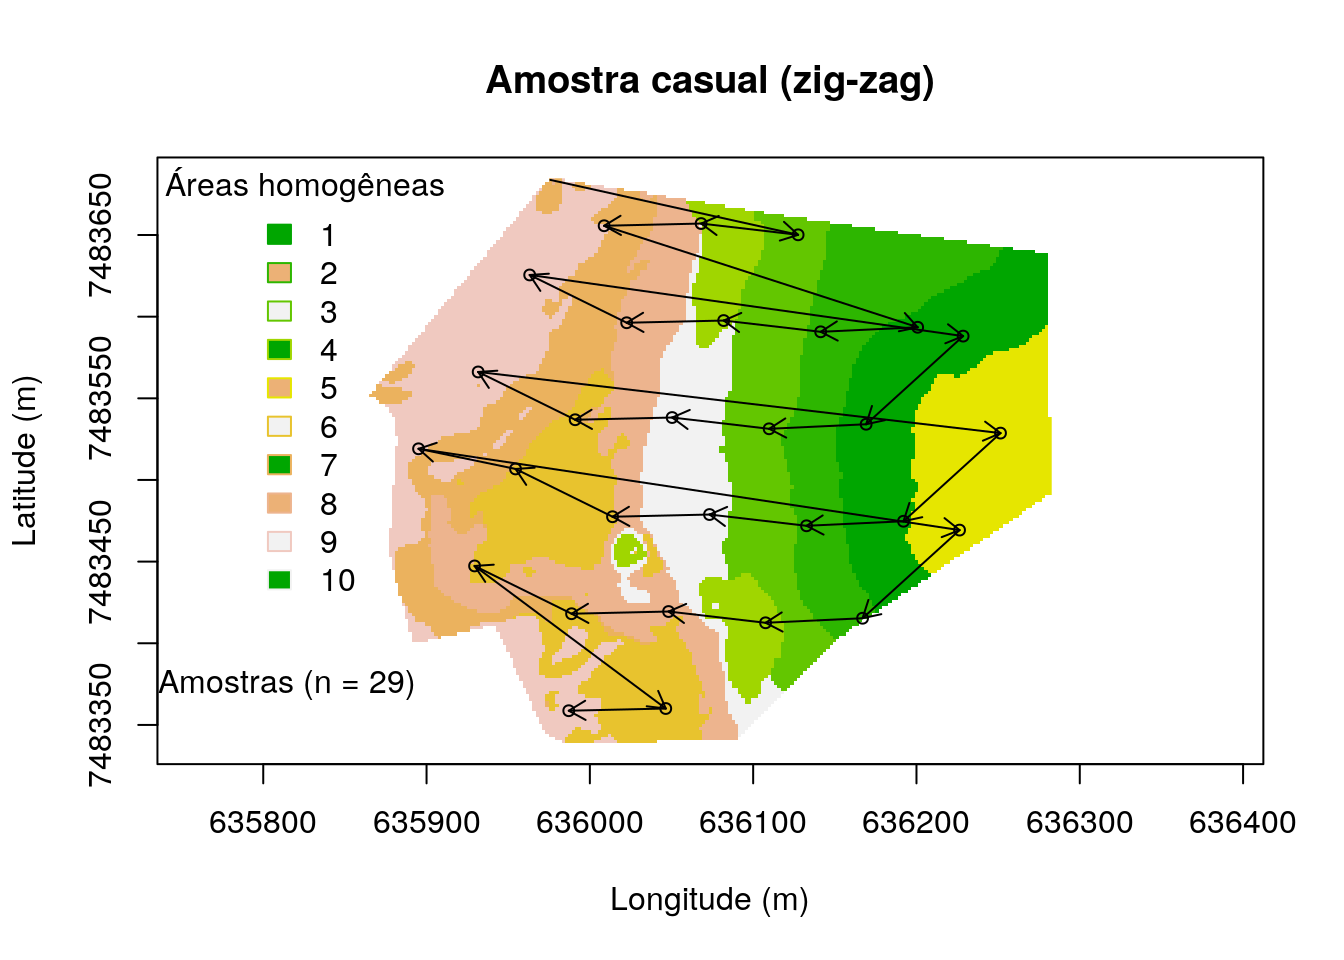 Amostra casual (zig-zag)
Áreas homogêneas
1
2
3
4
5
6
7
8
9
10
Amostras (n = 29)
Latitude (m)
7483650
7483550
7483450
7483350
635800 635900 636000 636100 636200 636300 636400
Longitude (m)